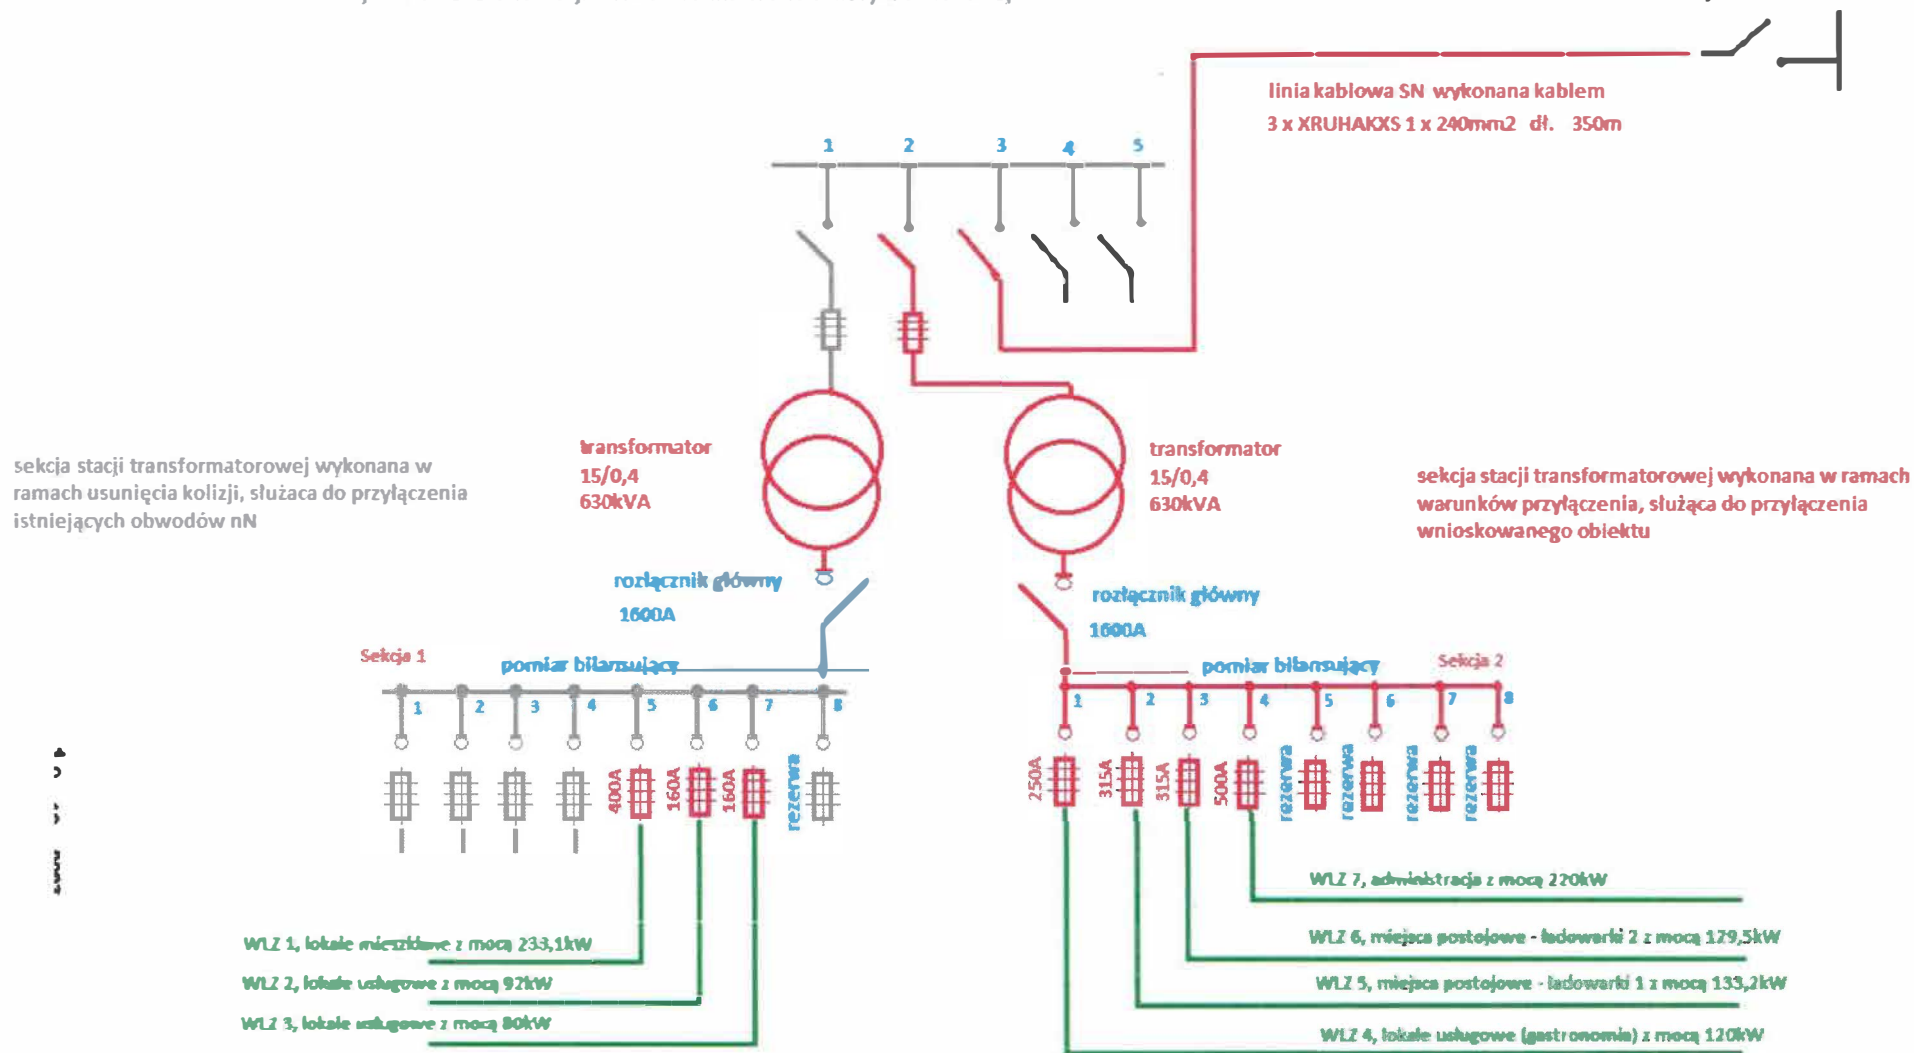 linia kablowa SN wykonana kablem
3 x XRUHAKXS 1 x 240mm2 dł. 350m
1 2 3 4 5
transformator
15/0,4
630kVA
transformator
15/0,4
630kVA
sekcja stacji transformatorowej wykonana w
ramach usunięcia kolizji, służaca do przyłączenia
istniejących obwodów nN
sekcja stacji transformatorowej wykonana w ramach
warunków przyłączenia, służąca do przyłączenia
wnioskowanego obiektu
rozłącznik główny
1600A
rozłącznik główny
1600A
Sekcja 1
pomiar bilansujący
pomiar bilansujący
Sekcja 2
1 2 3 4 5 6 7 8
1 2 3 4 5 6 7 8
400A
160A
160A
rezerwa
250A
315A
315A
500A
rezerwa
rezerwa
rezerwa
rezerwa
WLZ 7, administracja z mocą 220kW
WLZ 6, miejsca postojowe - ładowarki 2 z mocą 129,5kW
WLZ 5, miejsca postojowe - ładowarki 1 z mocą 133,2kW
WLZ 4, lokale usługowe (gastronomia) z mocą 120kW
WLZ 1, lokale mieszklowe z mocą 233,1kW
WLZ 2, lokale usługowe z mocą 92kW
WLZ 3, lokale usługowe z mocą 80kW